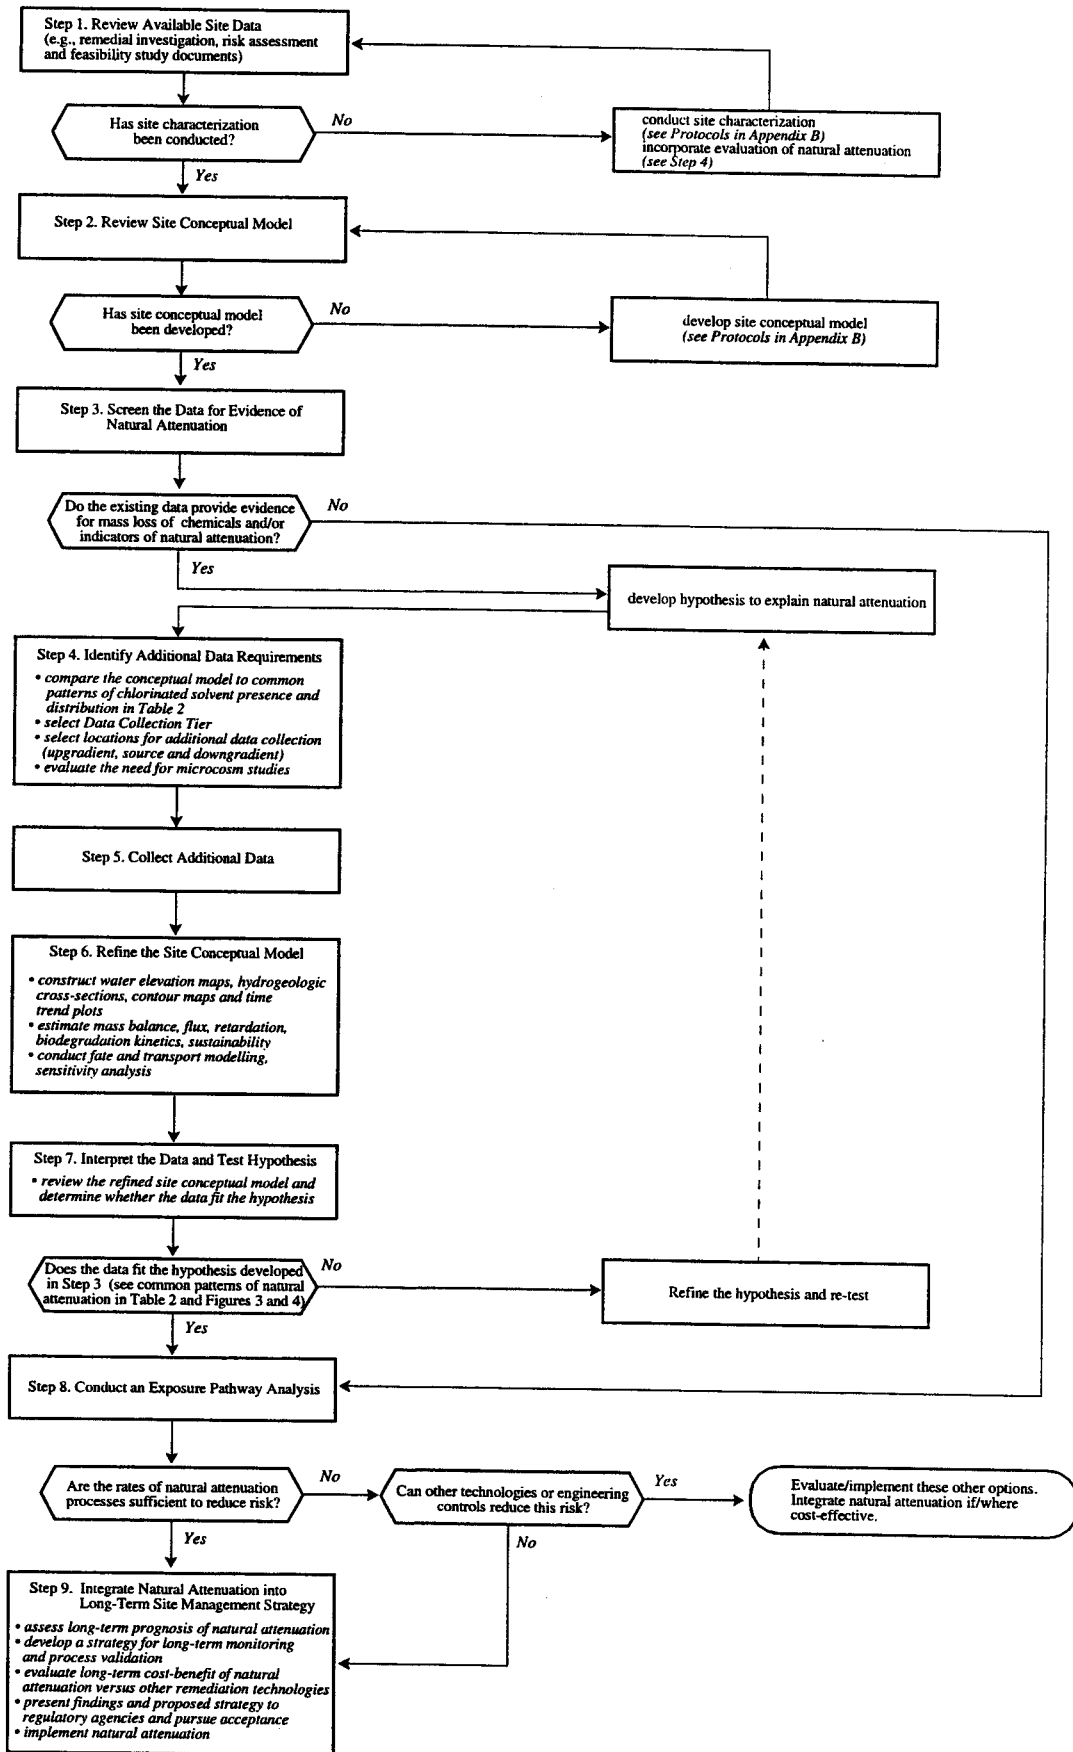 Step 1. Review Available Site Data
(e.g., remedial investigation, risk assessment
and feasibility study documents)
Has site characterization
been conducted?
No
conduct site characterization
(see Protocols in Appendix B)
incorporate evaluation of natural attenuation
(see Step 4)
Yes
Step 2. Review Site Conceptual Model
Has site conceptual model
been developed?
No
develop site conceptual model
(see Protocols in Appendix B)
Yes
Step 3. Screen the Data for Evidence of
Natural Attenuation
Do the existing data provide evidence
for mass loss of chemicals and/or
indicators of natural attenuation?
No
Yes
develop hypothesis to explain natural attenuation
Step 4. Identify Additional Data Requirements
• compare the conceptual model to common
patterns of chlorinated solvent presence and
distribution in Table 2
• select Data Collection Tier
• select locations for additional data collection
(upgradient, source and downgradient)
• evaluate the need for microcosm studies
Step 5. Collect Additional Data
Step 6. Refine the Site Conceptual Model
• construct water elevation maps, hydrogeologic
cross-sections, contour maps and time
trend plots
• estimate mass balance, flux, retardation,
biodegradation kinetics, sustainability
• conduct fate and transport modelling,
sensitivity analysis
Step 7. Interpret the Data and Test Hypothesis
• review the refined site conceptual model and
determine whether the data fit the hypothesis
Does the data fit the hypothesis developed
in Step 3 (see common patterns of natural
attenuation in Table 2 and Figures 3 and 4)
No
Refine the hypothesis and re-test
Yes
Step 8. Conduct an Exposure Pathway Analysis
Are the rates of natural attenuation
processes sufficient to reduce risk?
No
Can other technologies or engineering
controls reduce this risk?
Yes
Evaluate/implement these other options.
Integrate natural attenuation if/where
cost-effective.
Yes
No
Step 9. Integrate Natural Attenuation into
Long-Term Site Management Strategy
• assess long-term prognosis of natural attenuation
• develop a strategy for long-term monitoring
and process validation
• evaluate long-term cost-benefit of natural
attenuation versus other remediation technologies
• present findings and proposed strategy to
regulatory agencies and pursue acceptance
• implement natural attenuation